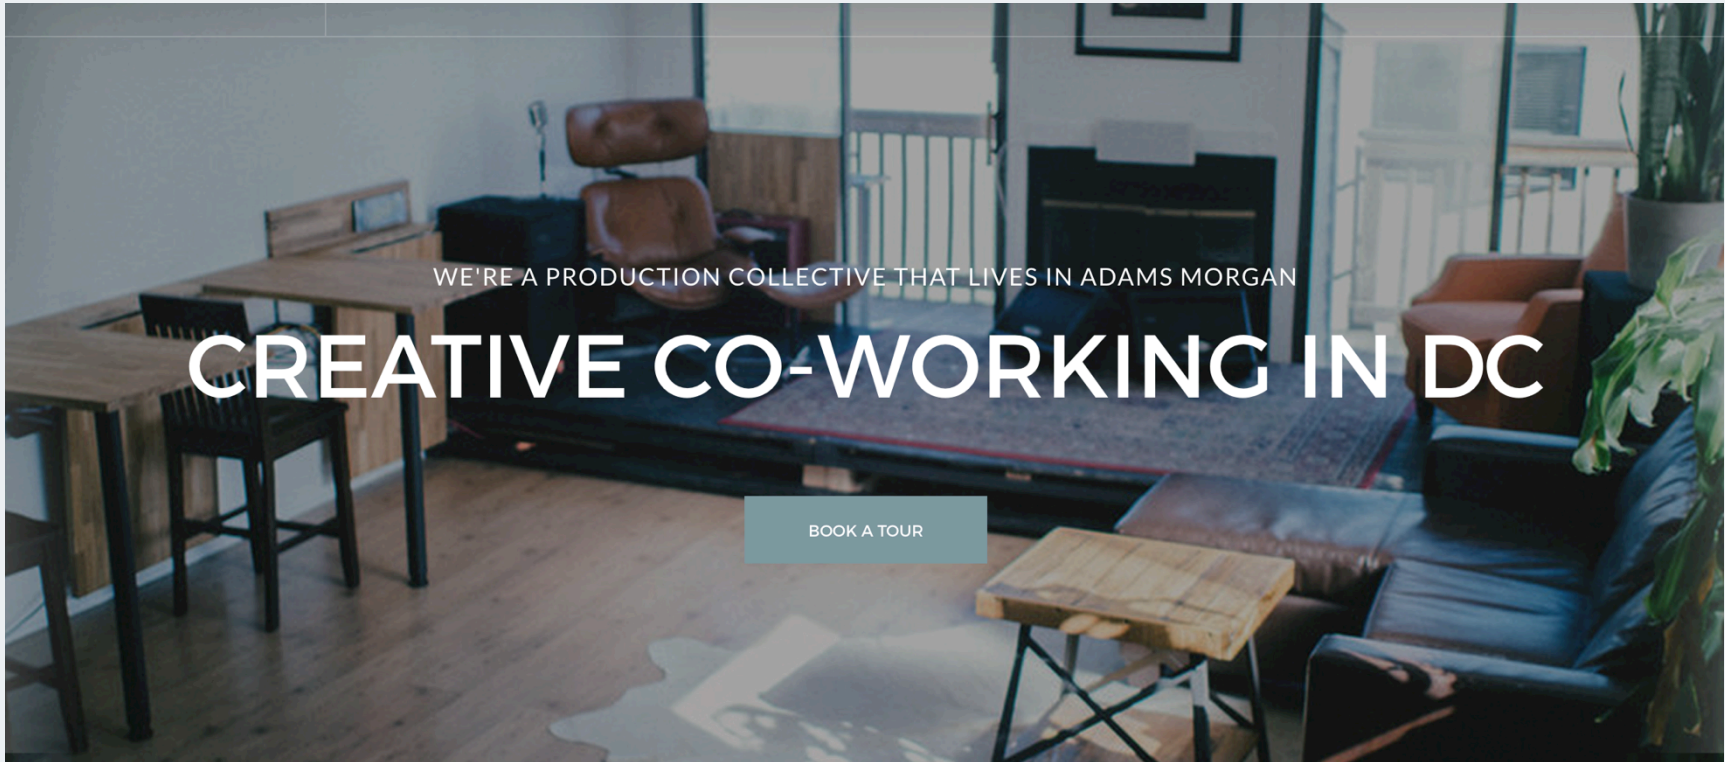 WE'RE A PRODUCTION COLLECTIVE THAT LIVES IN ADAMS MORGAN
CREATIVE CO-WORKING IN DC
BOOK A TOUR